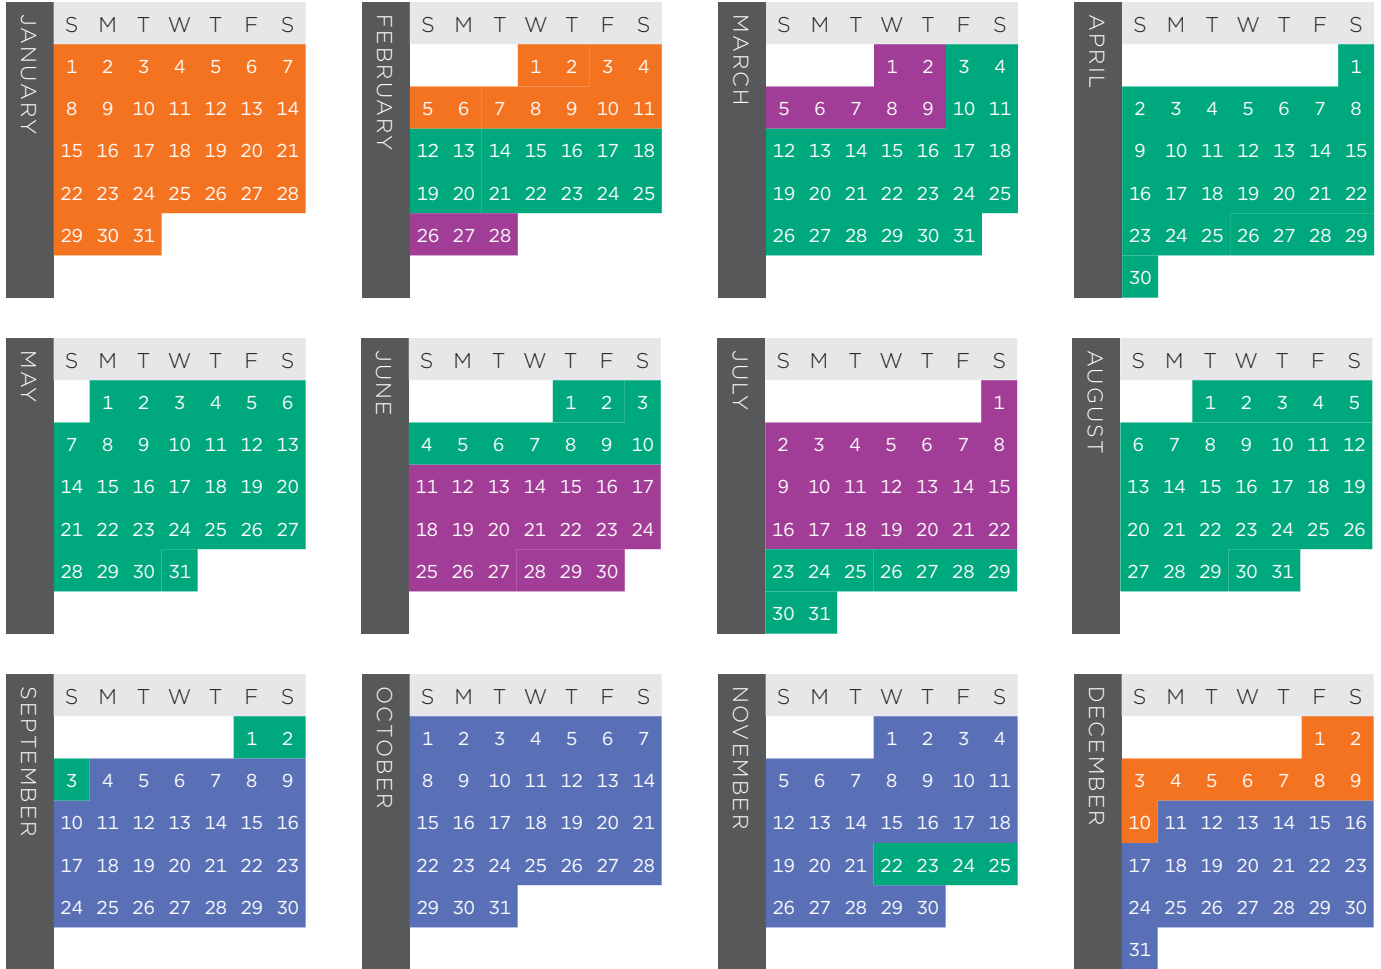 JANUARY
S M T W T F S
1 2 3 4 5 6 7
8 9 10 11 12 13 14
15 16 17 18 19 20 21
22 23 24 25 26 27 28
29 30 31
FEBRUARY
S M T W T F S
1 2 3 4
5 6 7 8 9 10 11
12 13 14 15 16 17 18
19 20 21 22 23 24 25
26 27 28
MARCH
S M T W T F S
1 2 3 4
5 6 7 8 9 10 11
12 13 14 15 16 17 18
19 20 21 22 23 24 25
26 27 28 29 30 31
APRIL
S M T W T F S
1
2 3 4 5 6 7 8
9 10 11 12 13 14 15
16 17 18 19 20 21 22
23 24 25 26 27 28 29
30
MAY
S M T W T F S
1 2 3 4 5 6
7 8 9 10 11 12 13
14 15 16 17 18 19 20
21 22 23 24 25 26 27
28 29 30 31
JUNE
S M T W T F S
1 2 3
4 5 6 7 8 9 10
11 12 13 14 15 16 17
18 19 20 21 22 23 24
25 26 27 28 29 30
JULY
S M T W T F S
1
2 3 4 5 6 7 8
9 10 11 12 13 14 15
16 17 18 19 20 21 22
23 24 25 26 27 28 29
30 31
AUGUST
S M T W T F S
1 2 3 4 5
6 7 8 9 10 11 12
13 14 15 16 17 18 19
20 21 22 23 24 25 26
27 28 29 30 31
SEPTEMBER
S M T W T F S
1 2
3 4 5 6 7 8 9
10 11 12 13 14 15 16
17 18 19 20 21 22 23
24 25 26 27 28 29 30
OCTOBER
S M T W T F S
1 2 3 4 5 6 7
8 9 10 11 12 13 14
15 16 17 18 19 20 21
22 23 24 25 26 27 28
29 30 31
NOVEMBER
S M T W T F S
1 2 3 4
5 6 7 8 9 10 11
12 13 14 15 16 17 18
19 20 21 22 23 24 25
26 27 28 29 30
DECEMBER
S M T W T F S
1 2
3 4 5 6 7 8 9
10 11 12 13 14 15 16
17 18 19 20 21 22 23
24 25 26 27 28 29 30
31